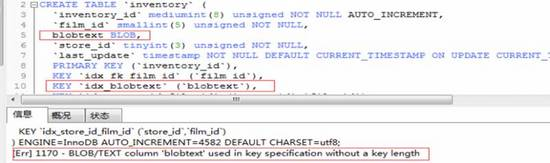 2 CREATE TABLE `inventory` (
3 `inventory_id` mediumint(8) unsigned NOT NULL AUTO_INCREMENT,
4 `film_id` smallint(5) unsigned NOT NULL,
5 blobtext BLOB,
6 `store_id` tinyint(3) unsigned NOT NULL,
7 `last_update` timestamp NOT NULL DEFAULT CURRENT_TIMESTAMP ON UPDATE CURRENT_T
8 PRIMARY KEY (`inventory_id`),
9 KEY `idx_fk_film_id` (`film_id`),
10 KEY `idx_blobtext` (`blobtext`),
信息 概况 状态
KEY `idx_store_id_film_id` (`store_id`,`film_id`)
) ENGINE=InnoDB AUTO_INCREMENT=4582 DEFAULT CHARSET=utf8;
[Err] 1170 - BLOB/TEXT column 'blobtext' used in key specification without a key length